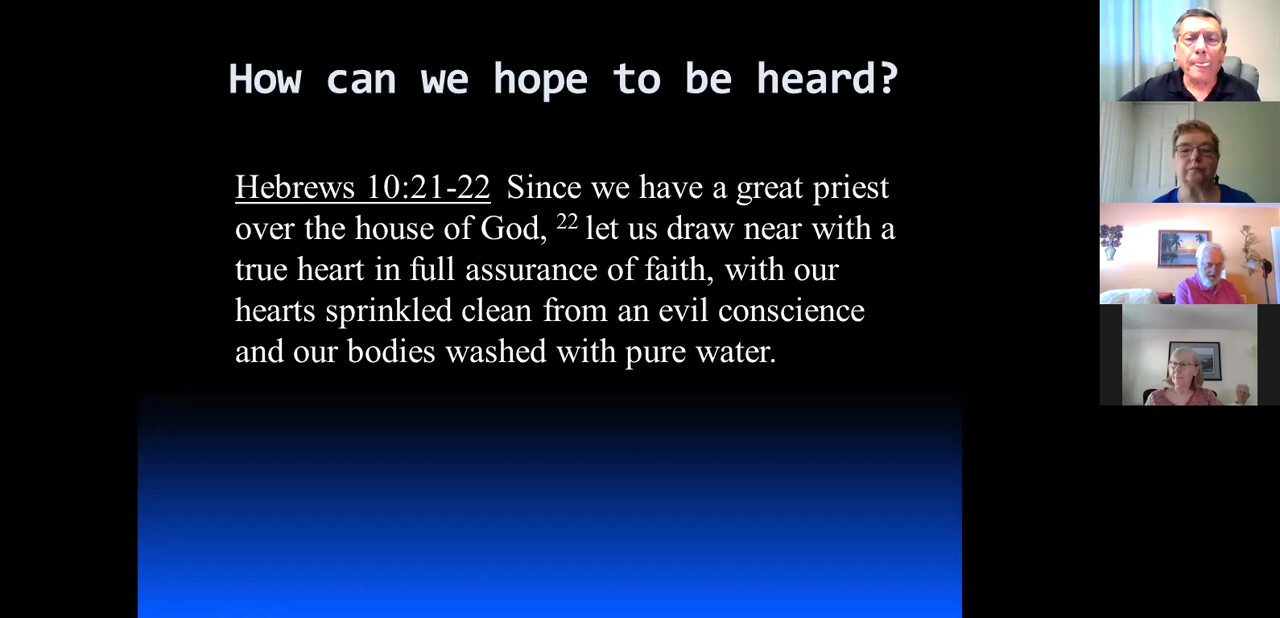 How can we hope to be heard?
Hebrews 10:21-22 Since we have a great priest
over the house of God, 22 let us draw near with a
true heart in full assurance of faith, with our
hearts sprinkled clean from an evil conscience
and our bodies washed with pure water.